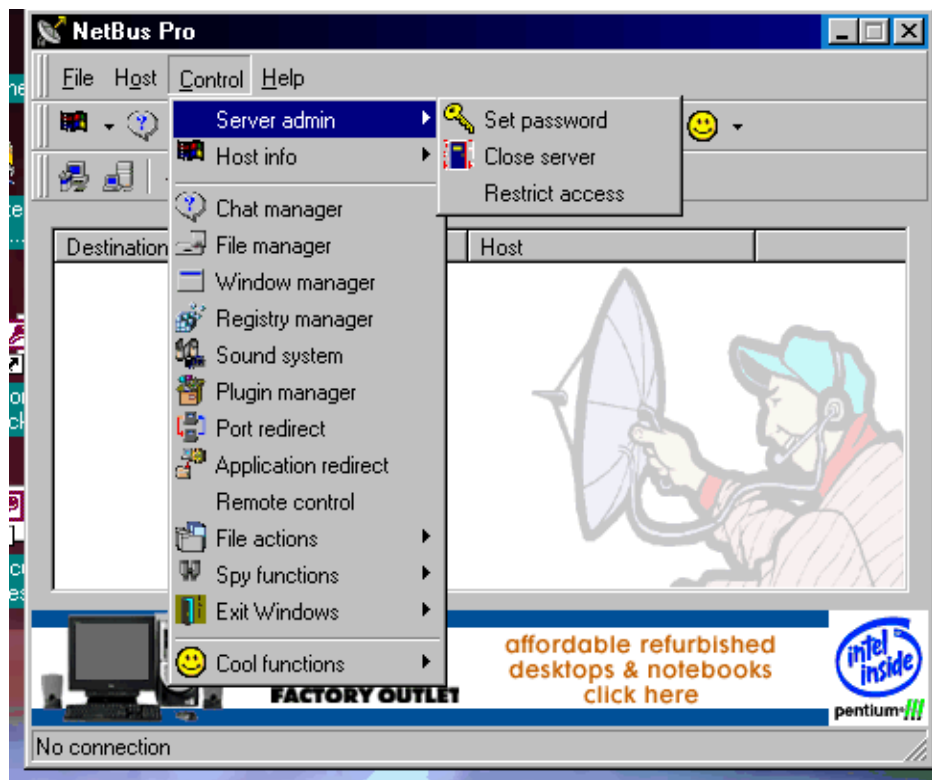 NetBus Pro
File Host Control Help
Server admin
Set password
Host info
Close server
Restrict access
Chat manager
Destination
File manager
Host
Window manager
Registry manager
Sound system
Plugin manager
Port redirect
Application redirect
Remote control
File actions
Spy functions
Exit Windows
Cool functions
FACTORY OUTLET
affordable refurbished
desktops & notebooks
click here
intel
inside
pentium III
No connection